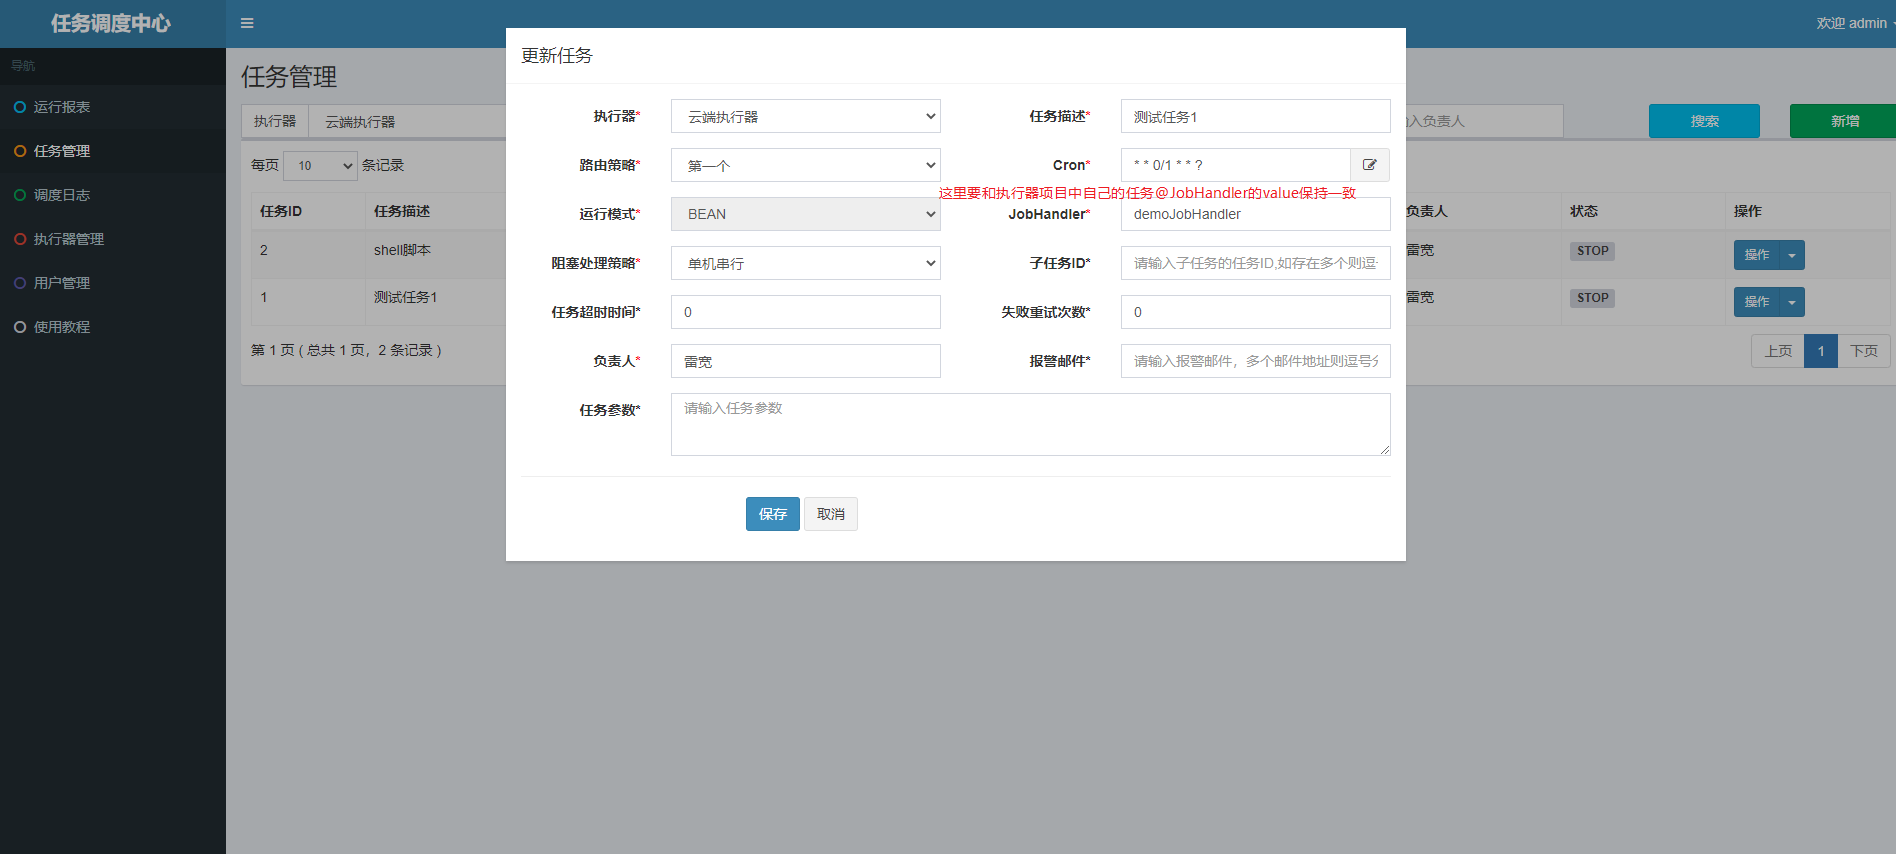 任务调度中心
欢迎 admin
导航
运行报表
任务管理
调度日志
执行器管理
用户管理
使用教程
任务管理
执行器 云端执行器
入负责人
搜索 新增
每页 10 条记录
任务ID 任务描述 负责人 状态 操作
2 shell脚本 雷宽 STOP 操作
1 测试任务1 雷宽 STOP 操作
第 1 页 ( 总共 1 页，2 条记录 )
上页 1 下页
更新任务
执行器* 云端执行器 任务描述* 测试任务1
路由策略* 第一个 Cron* * * 0/1 * * ?
这里要和执行器项目中自己的任务@JobHandler的value保持一致
运行模式* BEAN JobHandler* demoJobHandler
阻塞处理策略* 单机串行 子任务ID* 请输入子任务的任务ID,如存在多个则逗
任务超时时间* 0 失败重试次数* 0
负责人* 雷宽 报警邮件* 请输入报警邮件，多个邮件地址则逗号分
任务参数* 请输入任务参数
保存 取消